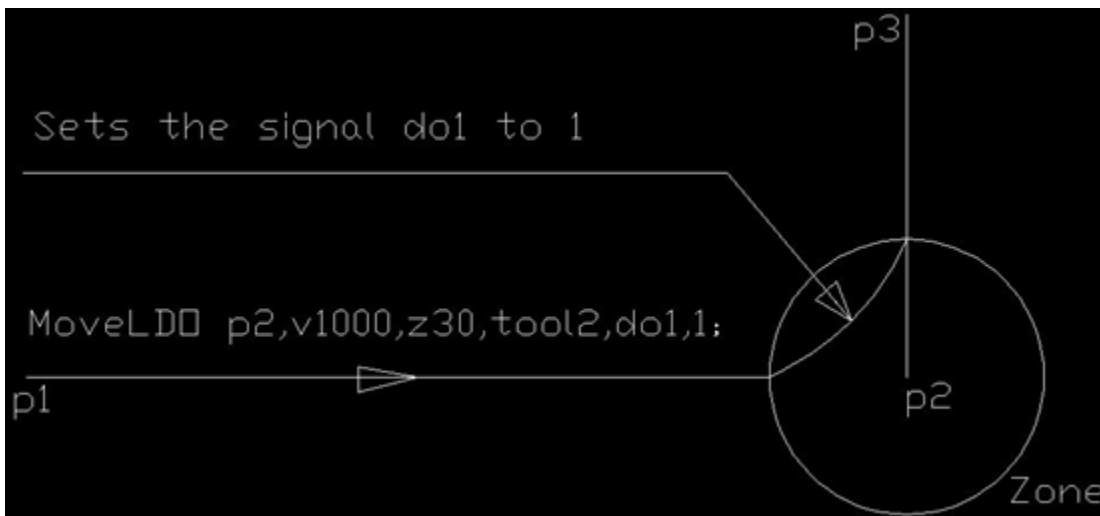 p3
Sets the signal do1 to 1
MoveLDO p2,v1000,z30,tool2,do1,1;
p1
p2
Zone